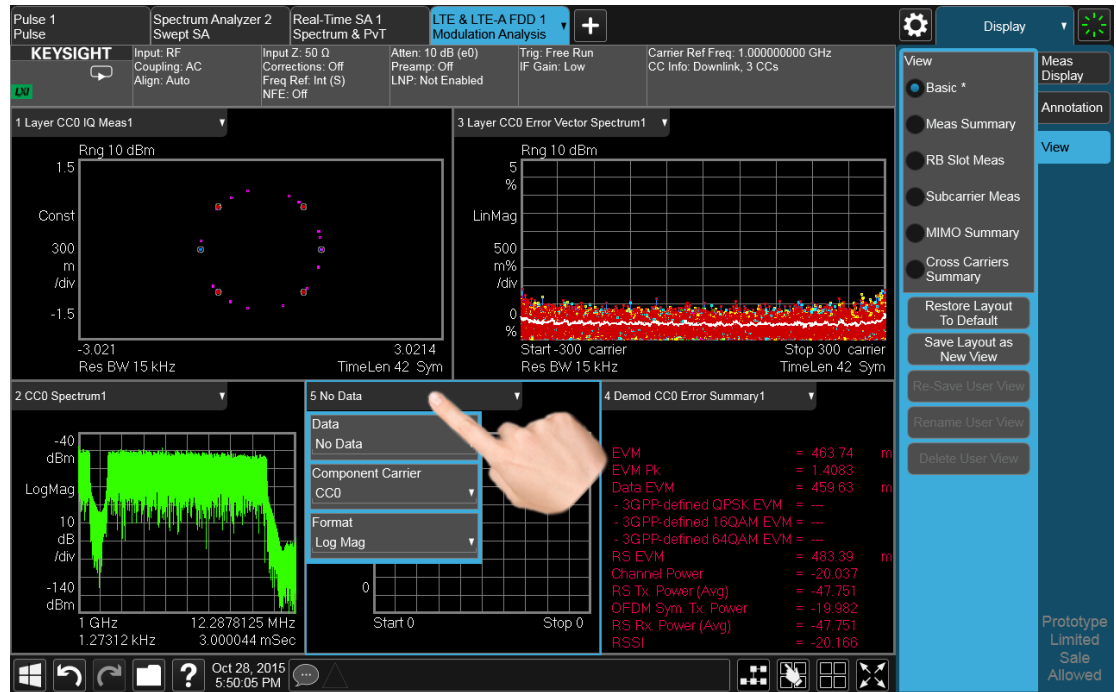 Pulse 1
Pulse
Spectrum Analyzer 2
Swept SA
Real-Time SA 1
Spectrum & PvT
LTE & LTE-A FDD 1
Modulation Analysis
Display
KEYSIGHT
LXI
Input: RF
Coupling: AC
Align: Auto
Input Z: 50 Ω
Corrections: Off
Freq Ref: Int (S)
NFE: Off
Atten: 10 dB (e0)
Preamp: Off
LNP: Not Enabled
Trig: Free Run
IF Gain: Low
Carrier Ref Freq: 1.000000000 GHz
CC Info: Downlink, 3 CCs
1 Layer CC0 IQ Meas1
Rng 10 dBm
1.5
Const
300
m
/div
-1.5
-3.021
3.0214
Res BW 15 kHz
TimeLen 42 Sym
3 Layer CC0 Error Vector Spectrum1
Rng 10 dBm
5
%
LinMag
500
m%
/div
0
%
Start -300 carrier
Stop 300 carrier
Res BW 15 kHz
TimeLen 42 Sym
2 CC0 Spectrum1
-40
dBm
LogMag
10
dB
/div
-140
dBm
1 GHz
12.2878125 MHz
1.27312 kHz
3.000044 mSec
5 No Data
Data
No Data
Component Carrier
CC0
Format
Log Mag
0
Start 0
Stop 0
4 Demod CC0 Error Summary1
EVM = 463.74 m
EVM Pk = 1.4083
Data EVM = 459.63 m
- 3GPP-defined QPSK EVM = ---
- 3GPP-defined 16QAM EVM = ---
- 3GPP-defined 64QAM EVM = ---
RS EVM = 483.39 m
Channel Power = -20.037
RS Tx. Power (Avg) = -47.751
OFDM Sym. Tx. Power = -19.982
RS Rx. Power (Avg) = -47.751
RSSI = -20.166
View
Basic *
Meas Summary
RB Slot Meas
Subcarrier Meas
MIMO Summary
Cross Carriers
Summary
Restore Layout
To Default
Save Layout as
New View
Re-Save User View
Rename User View
Delete User View
Meas
Display
Annotation
View
Prototype
Limited
Sale
Allowed
?
Oct 28, 2015
5:50:05 PM